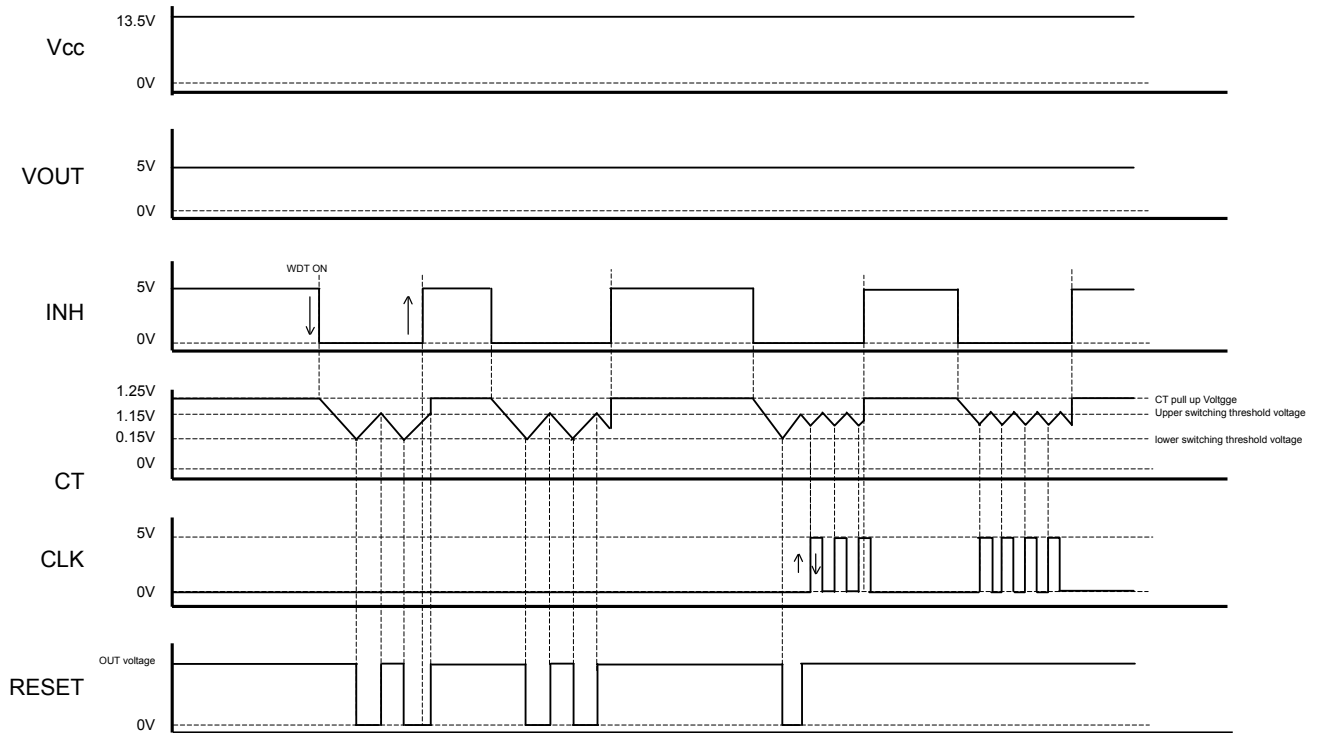 13.5V
Vcc
0V
5V
VOUT
0V
WDT ON
5V
INH
0V
1.25V
CT pull up Voltgge
1.15V
Upper switching threshold voltage
0.15V
lower switching threshold voltage
0V
CT
5V
CLK
0V
OUT voltage
RESET
0V